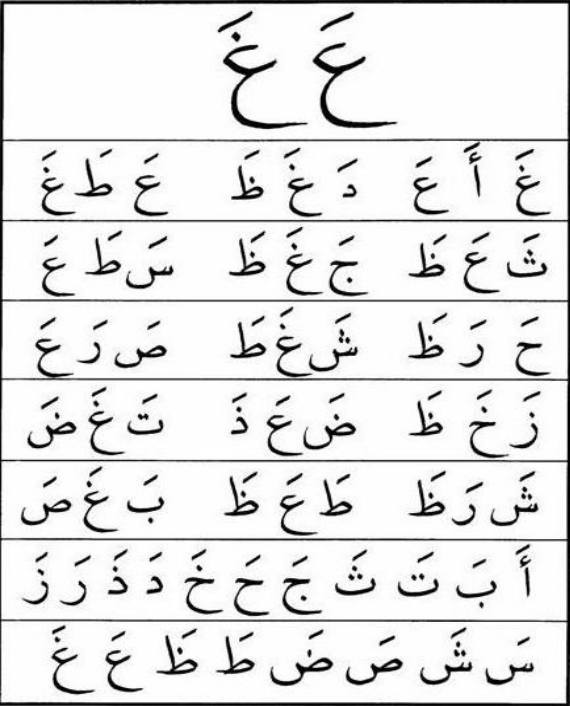 عَ غَ
غَ أَ عَ دَ غَ ظَ عَ طَ غَ
ثَ عَ ظَ جَ غَ ظَ سَ طَ عَ
حَ رَ ظَ شَ غَ طَ صَ رَ عَ
زَ خَ ظَ ضَ عَ ذَ تَ غَ ضَ
شَ رَ ظَ طَ عَ ظَ بَ غَ صَ
أَ بَ تَ ثَ جَ حَ خَ دَ ذَ رَ زَ
سَ شَ صَ ضَ طَ ظَ عَ غَ